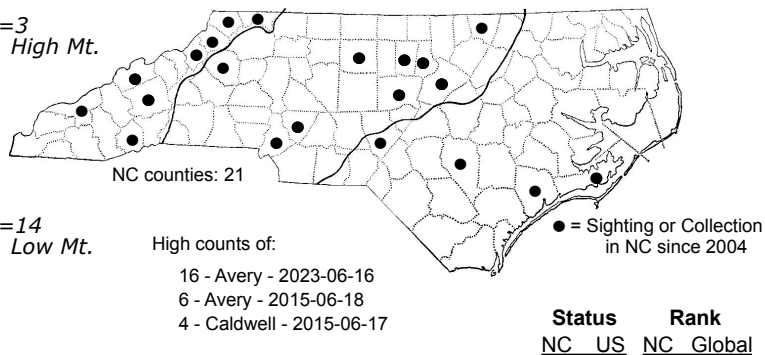 =3
High Mt.
NC counties: 21
=14
Low Mt.
High counts of:
16 - Avery - 2023-06-16
6 - Avery - 2015-06-18
4 - Caldwell - 2015-06-17
● = Sighting or Collection
in NC since 2004
Status Rank
NC US NC Global